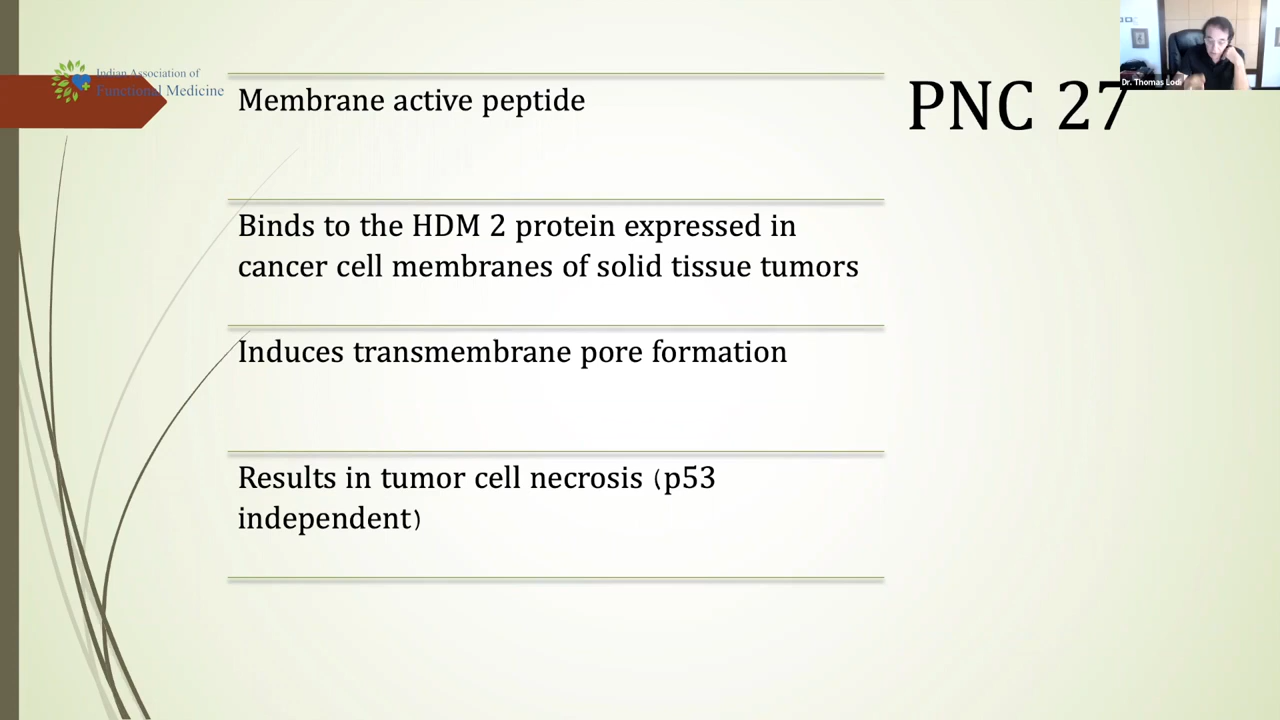 Indian Association of
Functional Medicine
Membrane active peptide
PNC 27
Dr. Thomas Lodi
Binds to the HDM 2 protein expressed in
cancer cell membranes of solid tissue tumors
Induces transmembrane pore formation
Results in tumor cell necrosis (p53
independent)